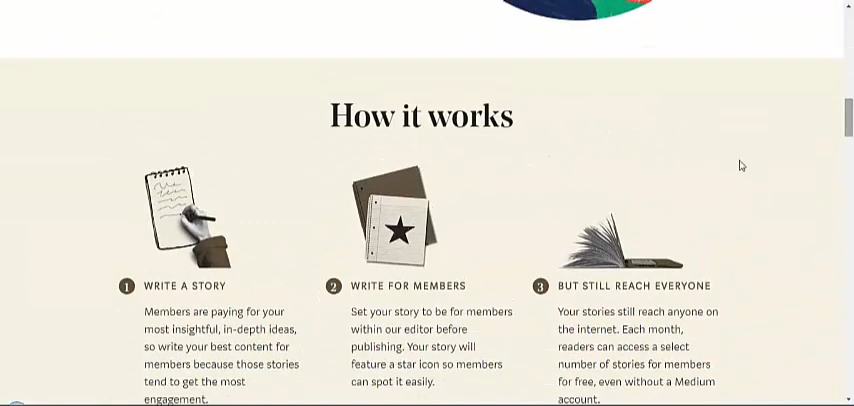 How it works
1 WRITE A STORY
Members are paying for your
most insightful, in-depth ideas,
so write your best content for
members because those stories
tend to get the most
engagement.
2 WRITE FOR MEMBERS
Set your story to be for members
within our editor before
publishing. Your story will
feature a star icon so members
can spot it easily.
3 BUT STILL REACH EVERYONE
Your stories still reach anyone on
the internet. Each month,
readers can access a select
number of stories for members
for free, even without a Medium
account.